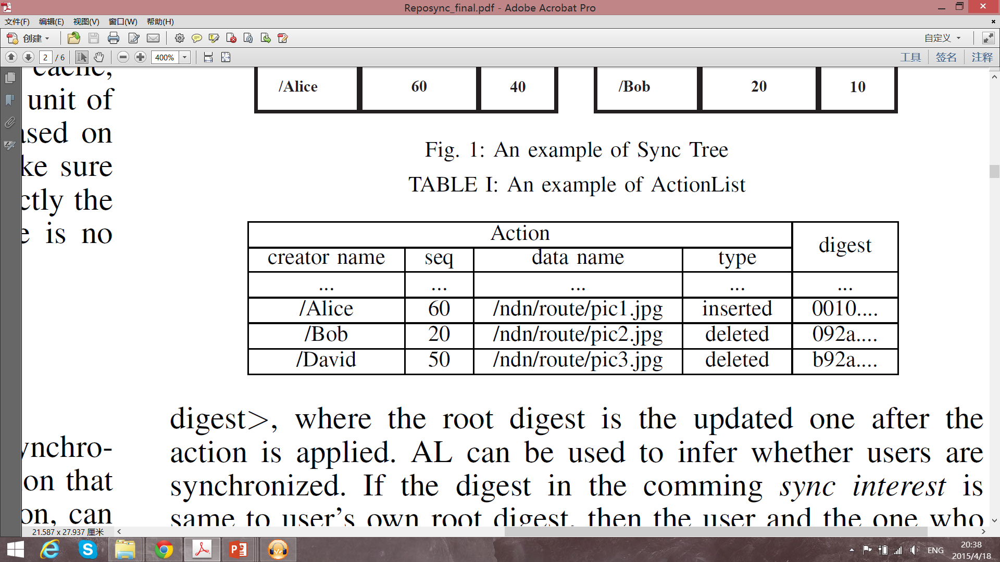 Reposync_final.pdf - Adobe Acrobat Pro
文件(F) 编辑(E) 视图(V) 窗口(W) 帮助(H)
创建 自定义
2 / 6 400% 工具 签名 注释
cache,
unit of
ased on
ke sure
ctly the
e is no
ynchro-
on that
on, can
/Alice 60 40 /Bob 20 10
Fig. 1: An example of Sync Tree
TABLE I: An example of ActionList
Action digest
creator name seq data name type
... ... ... ... ...
/Alice 60 /ndn/route/pic1.jpg inserted 0010....
/Bob 20 /ndn/route/pic2.jpg deleted 092a....
/David 50 /ndn/route/pic3.jpg deleted b92a....
digest>, where the root digest is the updated one after the
action is applied. AL can be used to infer whether users are
synchronized. If the digest in the comming sync interest is
same to user's own root digest, then the user and the one who
21.587 x 27.937 厘米
ENG
20:38
2015/4/18